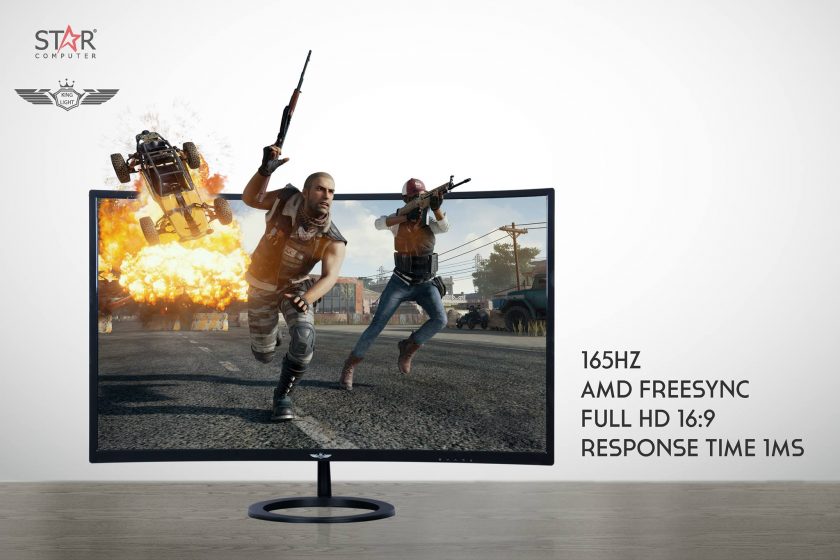 STAR®
COMPUTER
KING
LIGHT
165HZ
AMD FREESYNC
FULL HD 16:9
RESPONSE TIME 1MS